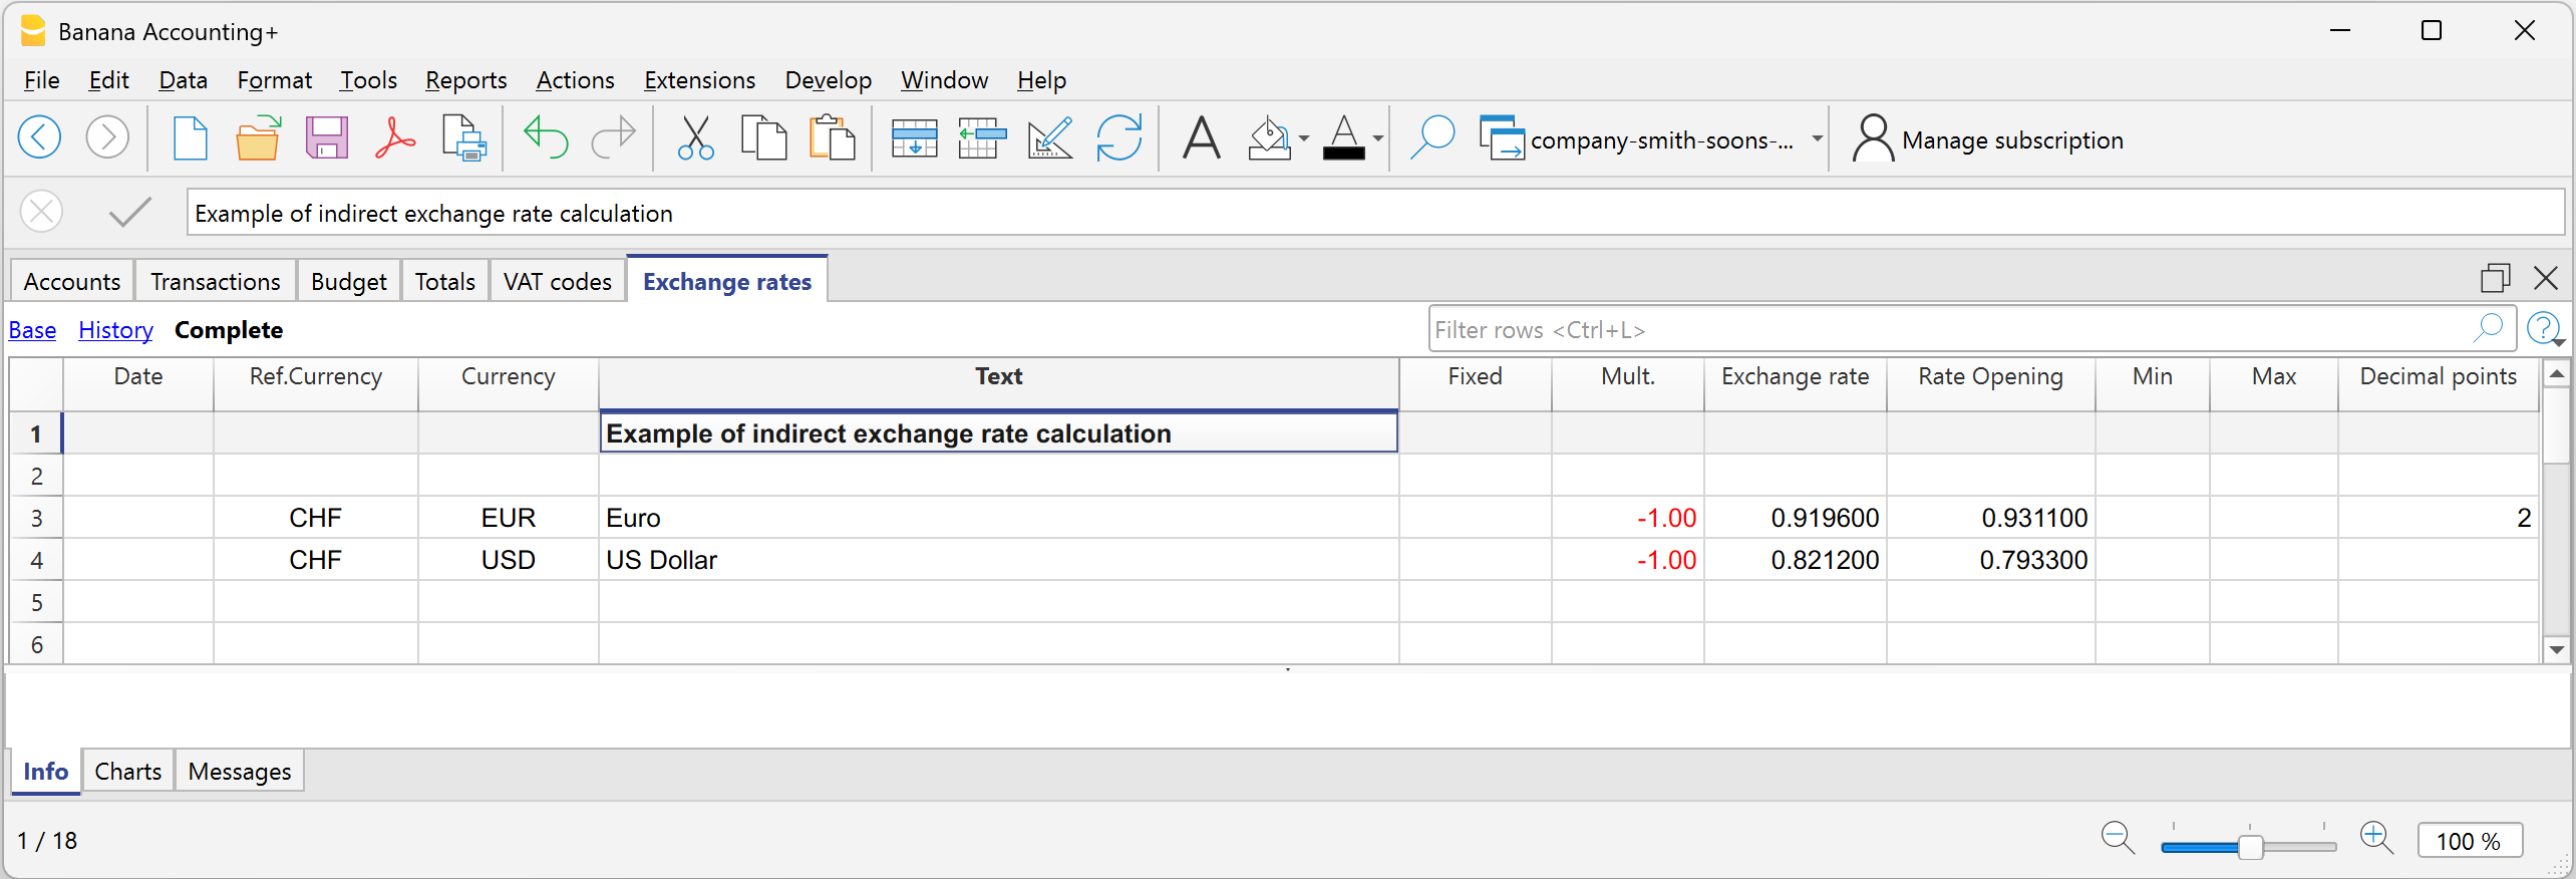 Banana Accounting+
File Edit Data Format Tools Reports Actions Extensions Develop Window Help
company-smith-soons-... Manage subscription
Example of indirect exchange rate calculation
Accounts Transactions Budget Totals VAT codes Exchange rates
Base History Complete Filter rows <Ctrl+L> ?
Date Ref.Currency Currency Text Fixed Mult. Exchange rate Rate Opening Min Max Decimal points
1 Example of indirect exchange rate calculation
2
3 CHF EUR Euro -1.00 0.919600 0.931100 2
4 CHF USD US Dollar -1.00 0.821200 0.793300
5
6
Info Charts Messages
1 / 18 100 %